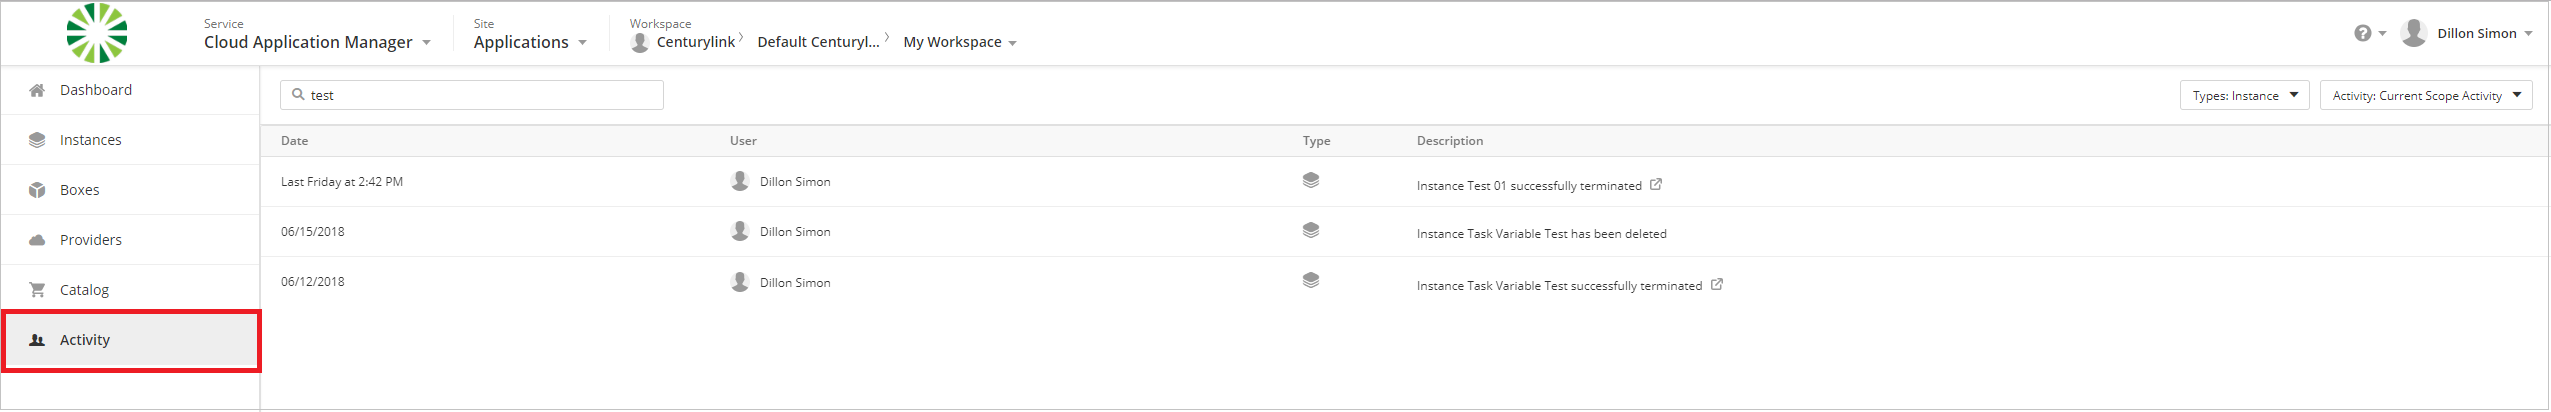 Service
Cloud Application Manager
Site
Applications
Workspace
Centurylink
Default Centuryl...
My Workspace
?
Dillon Simon
Dashboard
Instances
Boxes
Providers
Catalog
Activity
test
Types: Instance
Activity: Current Scope Activity
Date User Type Description
Last Friday at 2:42 PM Dillon Simon Instance Test 01 successfully terminated
06/15/2018 Dillon Simon Instance Task Variable Test has been deleted
06/12/2018 Dillon Simon Instance Task Variable Test successfully terminated